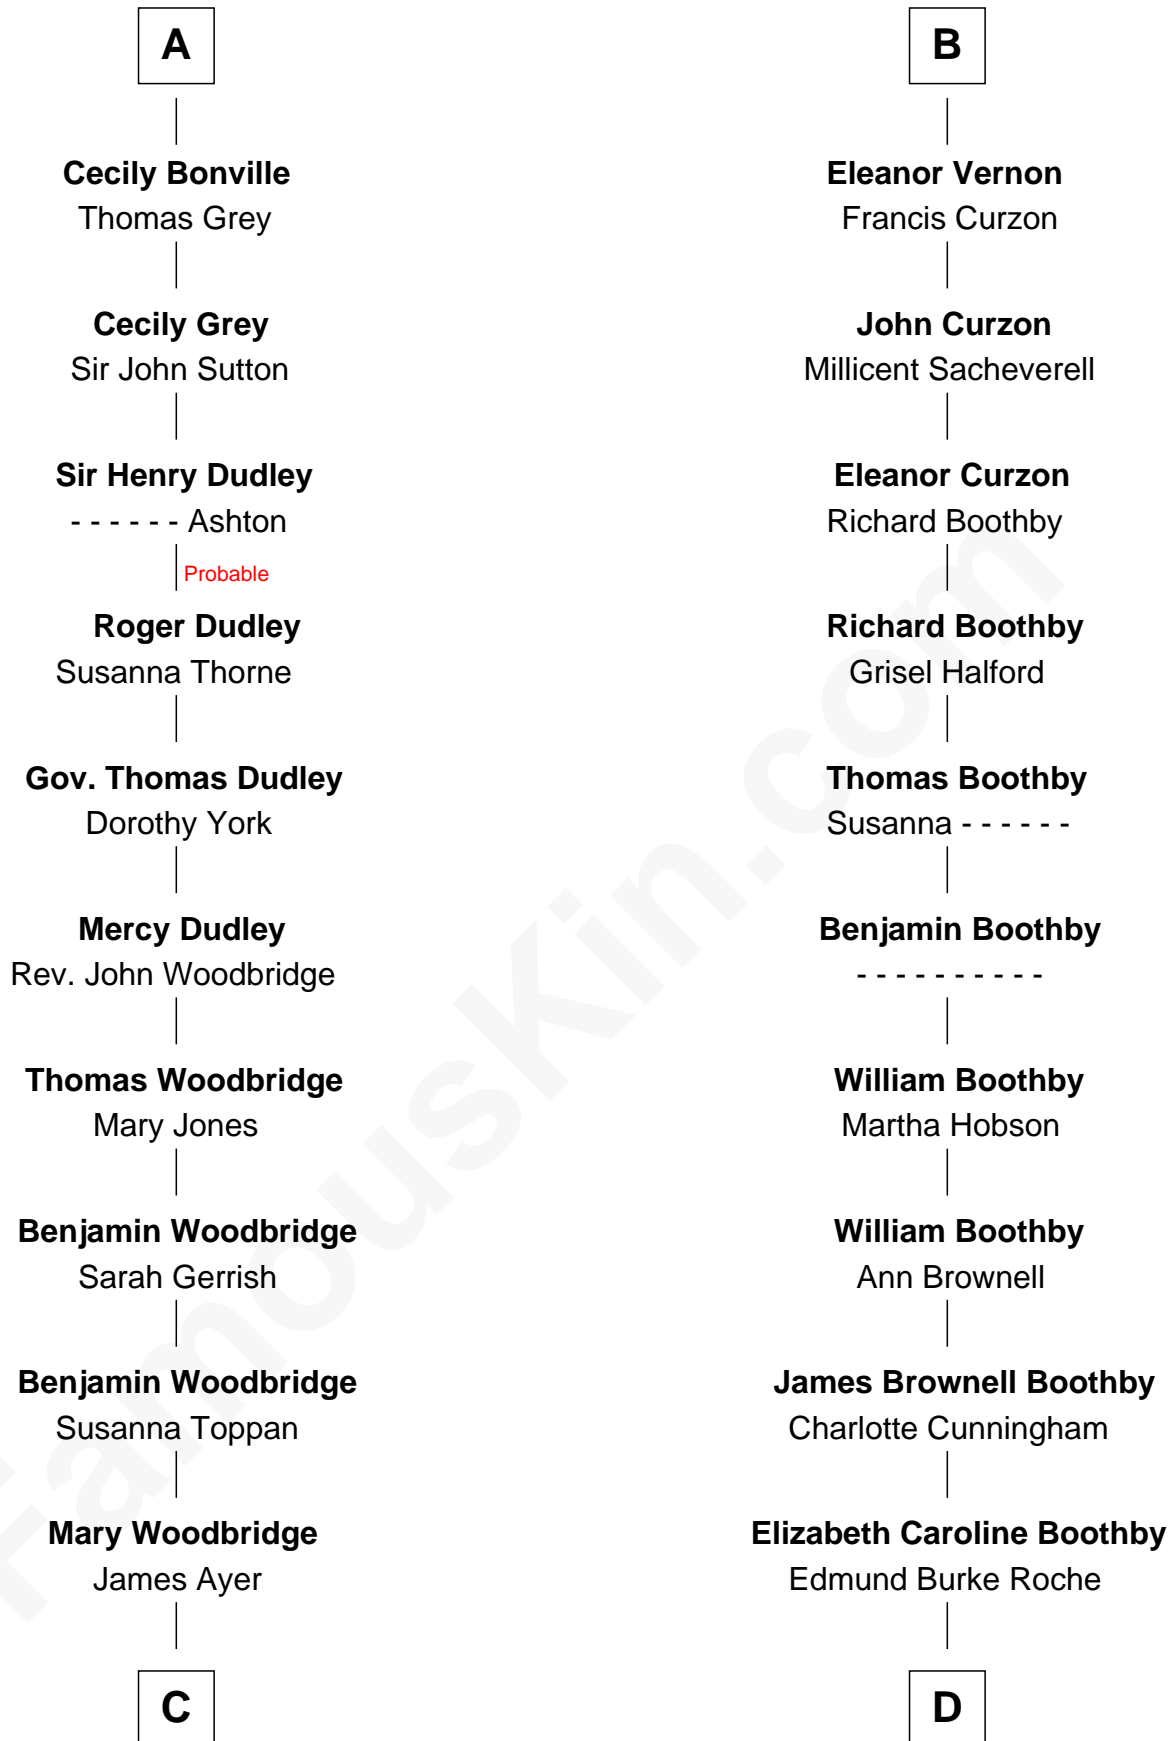 A
Cecily Bonville
Thomas Grey
Cecily Grey
Sir John Sutton
Sir Henry Dudley
- - - - - - Ashton
Probable
Roger Dudley
Susanna Thorne
Gov. Thomas Dudley
Dorothy York
Mercy Dudley
Rev. John Woodbridge
Thomas Woodbridge
Mary Jones
Benjamin Woodbridge
Sarah Gerrish
Benjamin Woodbridge
Susanna Toppan
Mary Woodbridge
James Ayer
C
B
Eleanor Vernon
Francis Curzon
John Curzon
Millicent Sacheverell
Eleanor Curzon
Richard Boothby
Richard Boothby
Grisel Halford
Thomas Boothby
Susanna - - - - - -
Benjamin Boothby
- - - - - - - - - -
William Boothby
Martha Hobson
William Boothby
Ann Brownell
James Brownell Boothby
Charlotte Cunningham
Elizabeth Caroline Boothby
Edmund Burke Roche
D
FamousKin.com